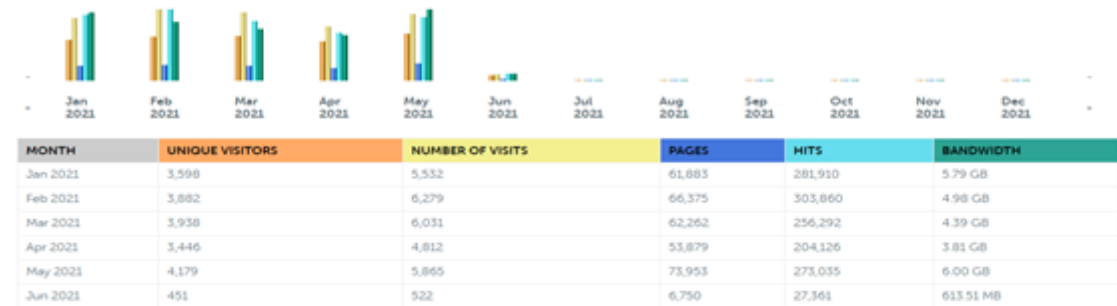 Jan Feb Mar Apr May Jun Jul Aug Sep Oct Nov Dec
2021 2021 2021 2021 2021 2021 2021 2021 2021 2021 2021 2021
MONTH UNIQUE VISITORS NUMBER OF VISITS PAGES HITS BANDWIDTH
Jan 2021 3,598 5,532 61,883 281,910 5.79 GB
Feb 2021 3,882 6,279 66,375 303,860 4.98 GB
Mar 2021 3,938 6,031 62,262 256,292 4.39 GB
Apr 2021 3,446 4,812 53,879 204,126 3.81 GB
May 2021 4,179 5,865 73,953 273,035 6.00 GB
Jun 2021 451 522 6,750 27,361 613.51 MB